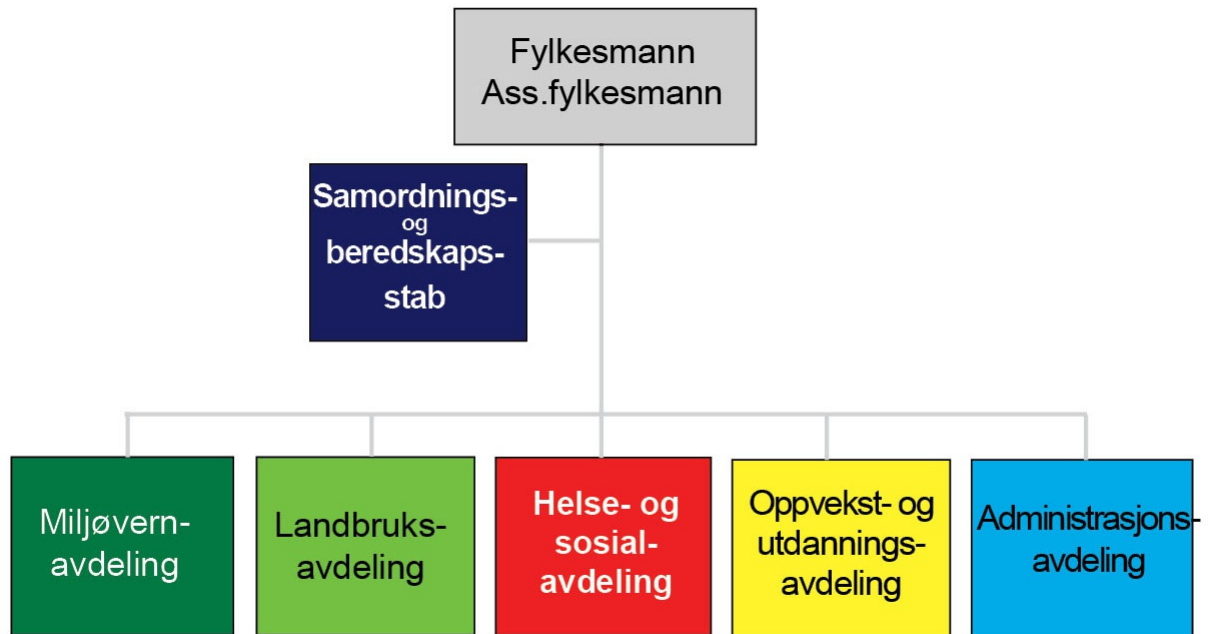 Fylkesmann
Ass.fylkesmann
Samordnings-
og
beredskaps-
stab
Miljøvern-
avdeling
Landbruks-
avdeling
Helse- og
sosial-
avdeling
Oppvekst- og
utdannings-
avdeling
Administrasjons-
avdeling